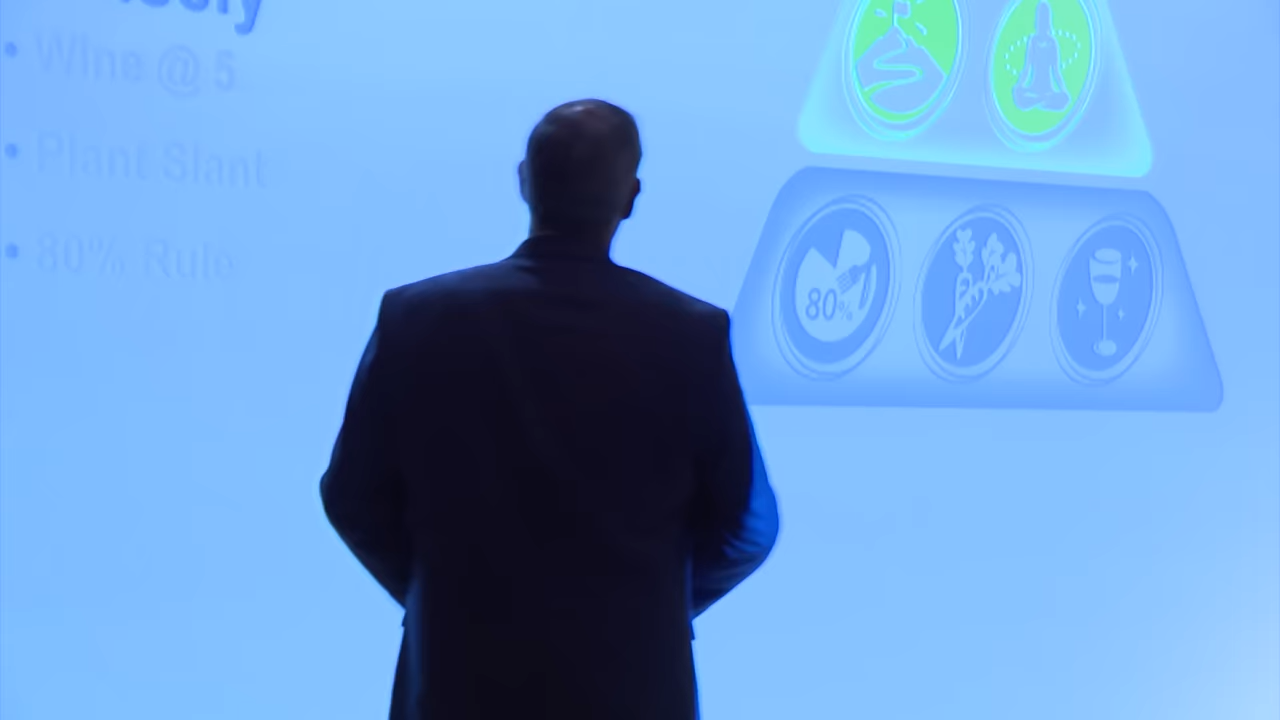 • Wine @ 5
• Plant Slant
• 80% Rule
80%